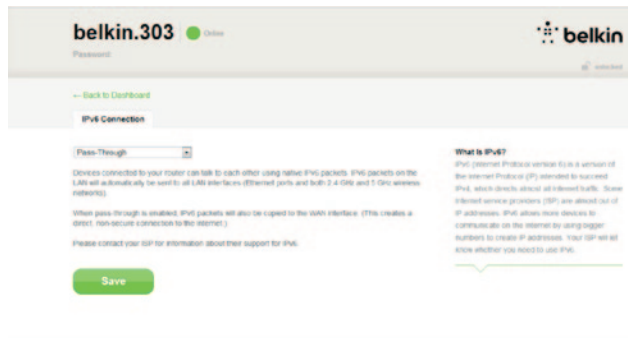 belkin.303
Online
belkin
Password:
unlocked
← Back to Dashboard
IPv6 Connection
Pass-Through
Devices connected to your router can talk to each other using native IPv6 packets. IPv6 packets on the
LAN will automatically be sent to all LAN interfaces (Ethernet ports and both 2.4 GHz and 5 GHz wireless
networks).
When pass-through is enabled, IPv6 packets will also be copied to the WAN interface. (This creates a
direct, non-secure connection to the internet.)
Please contact your ISP for information about their support for IPv6.
Save
What Is IPv6?
IPv6 (Internet Protocol version 6) is a version of
the Internet Protocol (IP) intended to succeed
IPv4, which directs almost all Internet traffic. Some
Internet service providers (ISP) are almost out of
IP addresses. IPv6 allows more devices to
communicate on the internet by using bigger
numbers to create IP addresses. Your ISP will let
know whether you need to use IPv6.